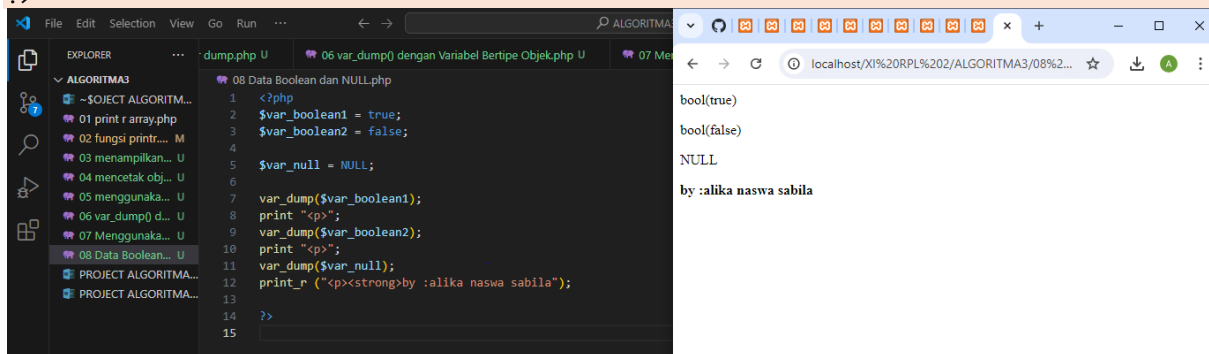 ?>
File Edit Selection View Go Run ··· ALGORITMA
EXPLORER ···
dump.php U
06 var_dump() dengan Variabel Bertipe Objek.php U
07 Me
ALGORITMA3
~$OJECT ALGORITM...
01 print r array.php
02 fungsi printr.... M
03 menampilkan... U
04 mencetak obj... U
05 menggunaka... U
06 var_dump() d... U
07 Menggunaka... U
08 Data Boolean... U
PROJECT ALGORITMA...
PROJECT ALGORITMA...
7
08 Data Boolean dan NULL.php
1 <?php
2 $var_boolean1 = true;
3 $var_boolean2 = false;
4
5 $var_null = NULL;
6
7 var_dump($var_boolean1);
8 print "<p>";
9 var_dump($var_boolean2);
10 print "<p>";
11 var_dump($var_null);
12 print_r ("<p><strong>by :alika naswa sabila");
13
14 ?>
15
localhost/XI%20RPL%202/ALGORITMA3/08%2...
A
bool(true)
bool(false)
NULL
by :alika naswa sabila